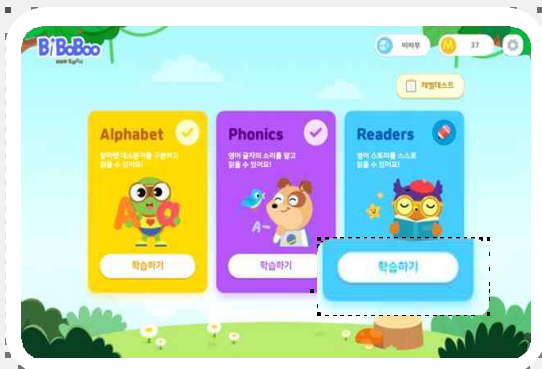 BiBoBoo
비바부
37
레벨테스트
Alphabet
알파벳 대소문자를 구분하고
읽을 수 있어요!
A a
학습하기
Phonics
영어 글자의 소리를 알고
읽을 수 있어요!
A~
학습하기
Readers
영어 스토리를 스스로
읽을 수 있어요!
학습하기